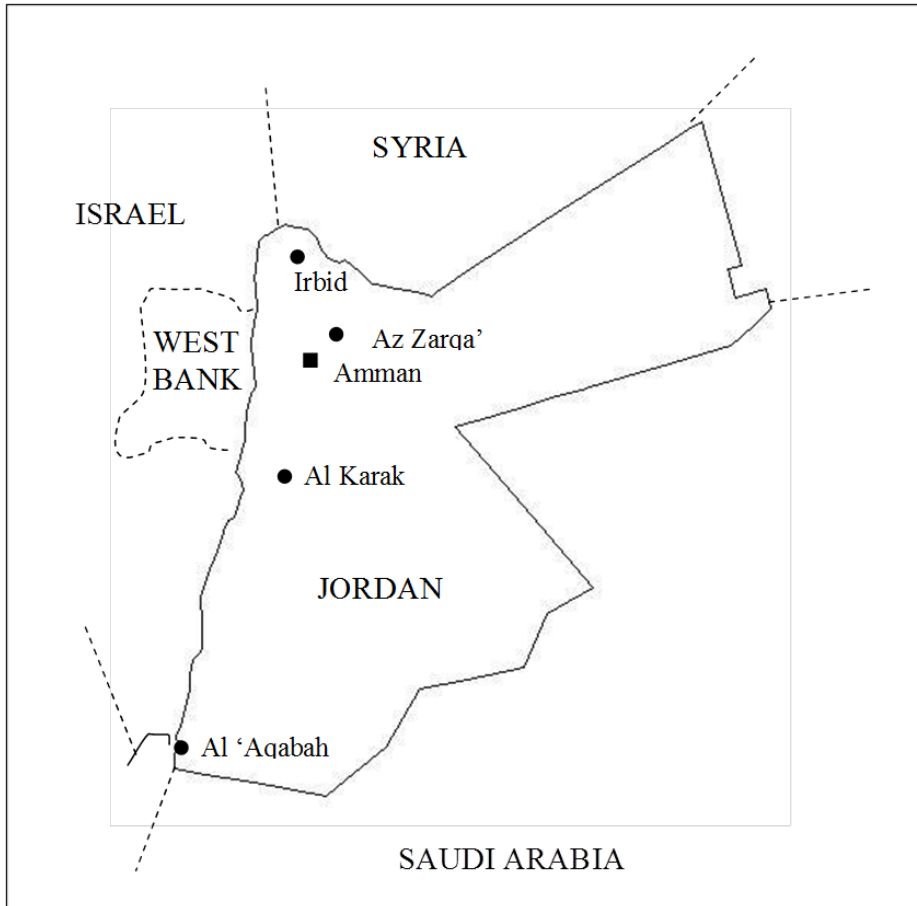 SYRIA
ISRAEL
Irbid
WEST
BANK
Az Zarqa’
Amman
Al Karak
JORDAN
Al ‘Aqabah
SAUDI ARABIA